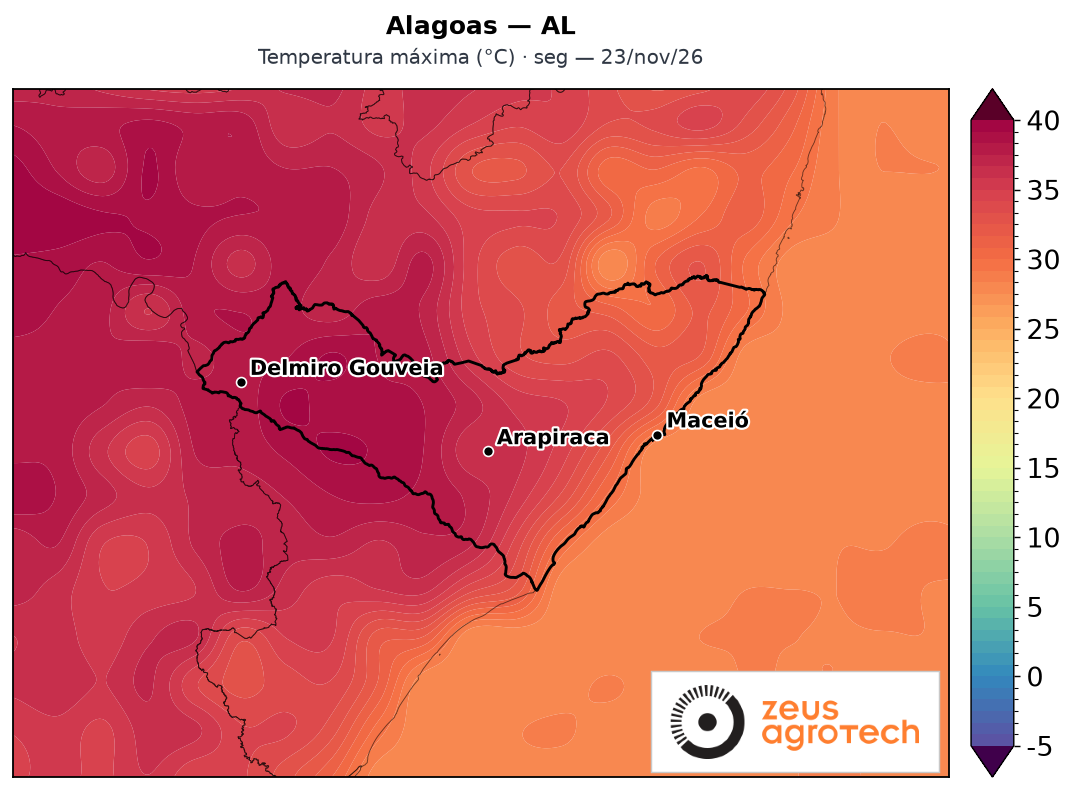 Alagoas — AL
Temperatura máxima (°C) · seg — 23/nov/26
Delmiro Gouveia
Arapiraca
Maceió
40
35
30
25
20
15
10
5
0
-5
zeus
agrotech